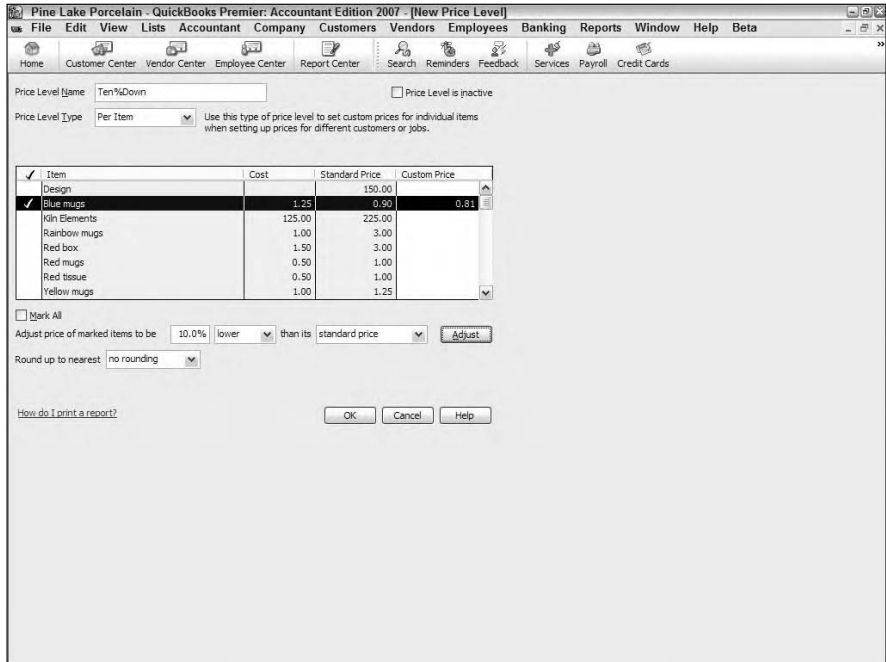 Pine Lake Porcelain - QuickBooks Premier: Accountant Edition 2007 - [New Price Level]
File Edit View Lists Accountant Company Customers Vendors Employees Banking Reports Window Help Beta
Home Customer Center Vendor Center Employee Center Report Center Search Reminders Feedback Services Payroll Credit Cards
Price Level Name Ten%Down Price Level is inactive
Price Level Type Per Item Use this type of price level to set custom prices for individual items
when setting up prices for different customers or jobs.
✓ Item Cost Standard Price Custom Price
Design 150.00
✓ Blue mugs 1.25 0.90 0.81
Kiln Elements 125.00 225.00
Rainbow mugs 1.00 3.00
Red box 1.50 3.00
Red mugs 0.50 1.00
Red tissue 0.50 1.00
Yellow mugs 1.00 1.25
Mark All
Adjust price of marked items to be 10.0% lower than its standard price Adjust
Round up to nearest no rounding
How do I print a report? OK Cancel Help